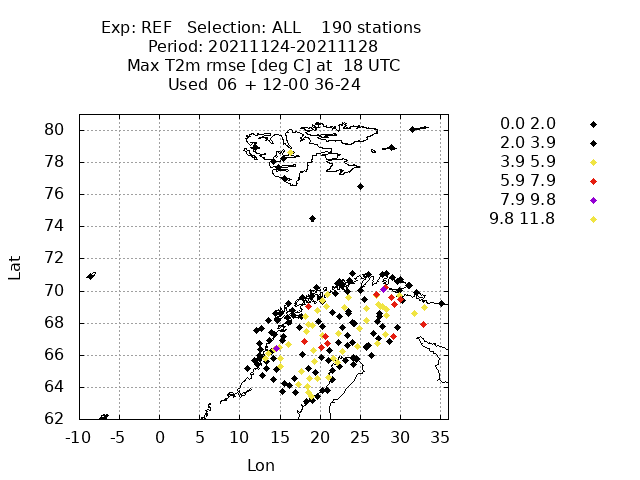 Exp: REF   Selection: ALL    190 stations
Period: 20211124-20211128
Max T2m rmse [deg C] at  18 UTC
Used  06 + 12-00 36-24
0.0 2.0
2.0 3.9
3.9 5.9
5.9 7.9
7.9 9.8
9.8 11.8
Lat
80
78
76
74
72
70
68
66
64
62
-10 -5 0 5 10 15 20 25 30 35
Lon